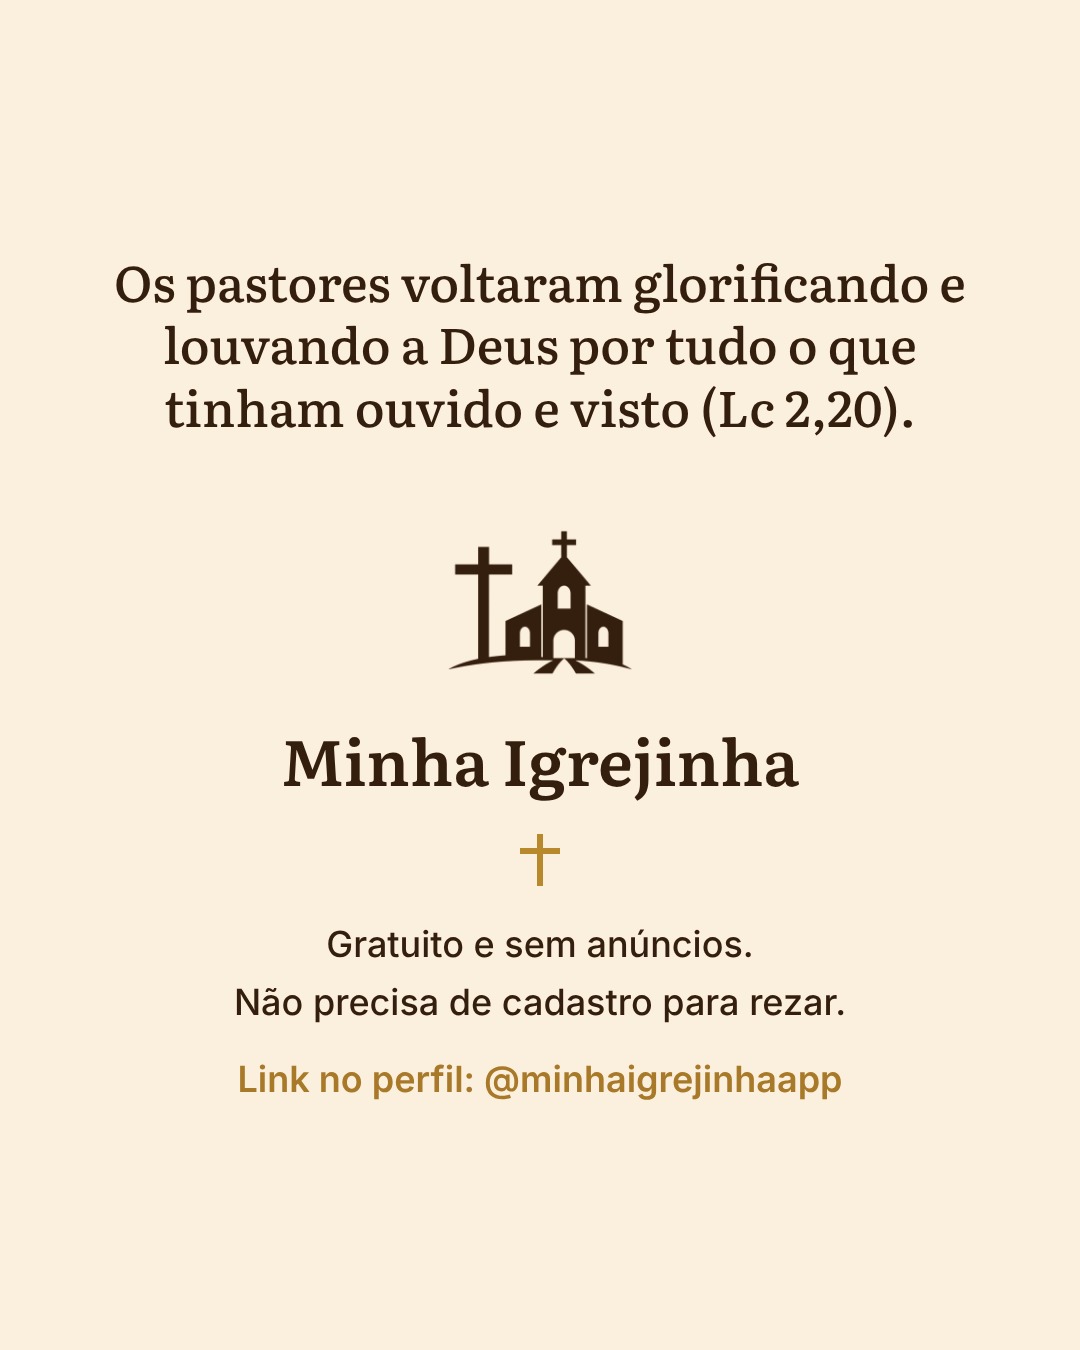 Os pastores voltaram glorificando e
louvando a Deus por tudo o que
tinham ouvido e visto (Lc 2,20).
Minha Igrejinha
Gratuito e sem anúncios.
Não precisa de cadastro para rezar.
Link no perfil: @minhaigrejinhaapp